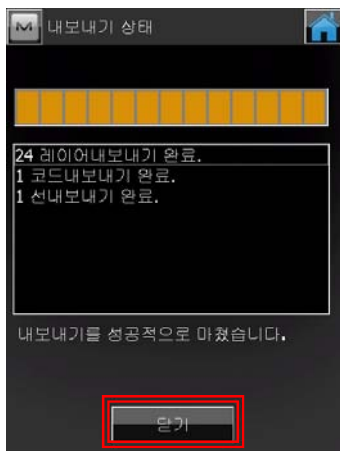 M 내보내기 상태
24 레이어내보내기 완료.
1 코드내보내기 완료.
1 선내보내기 완료.
내보내기를 성공적으로 마쳤습니다.
닫기